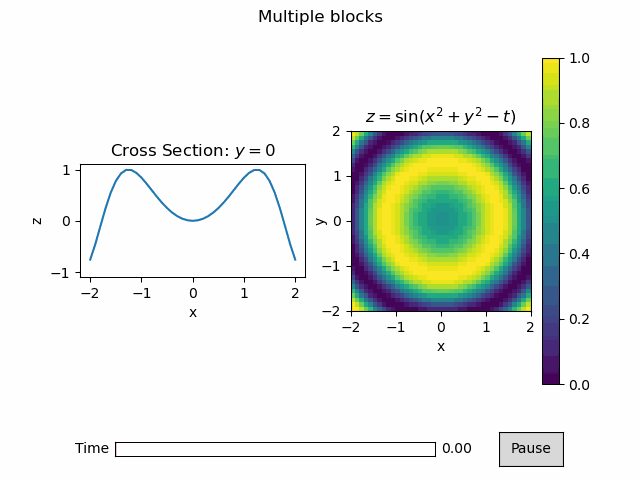 Multiple blocks
Cross Section: $y = 0$
1
0
−1
z
−2 −1 0 1 2
x
$z = \sin(x^2 + y^2 - t)$
2
1
0
−1
−2
y
−2 −1 0 1 2
x
1.0
0.8
0.6
0.4
0.2
0.0
Time 0.00 Pause